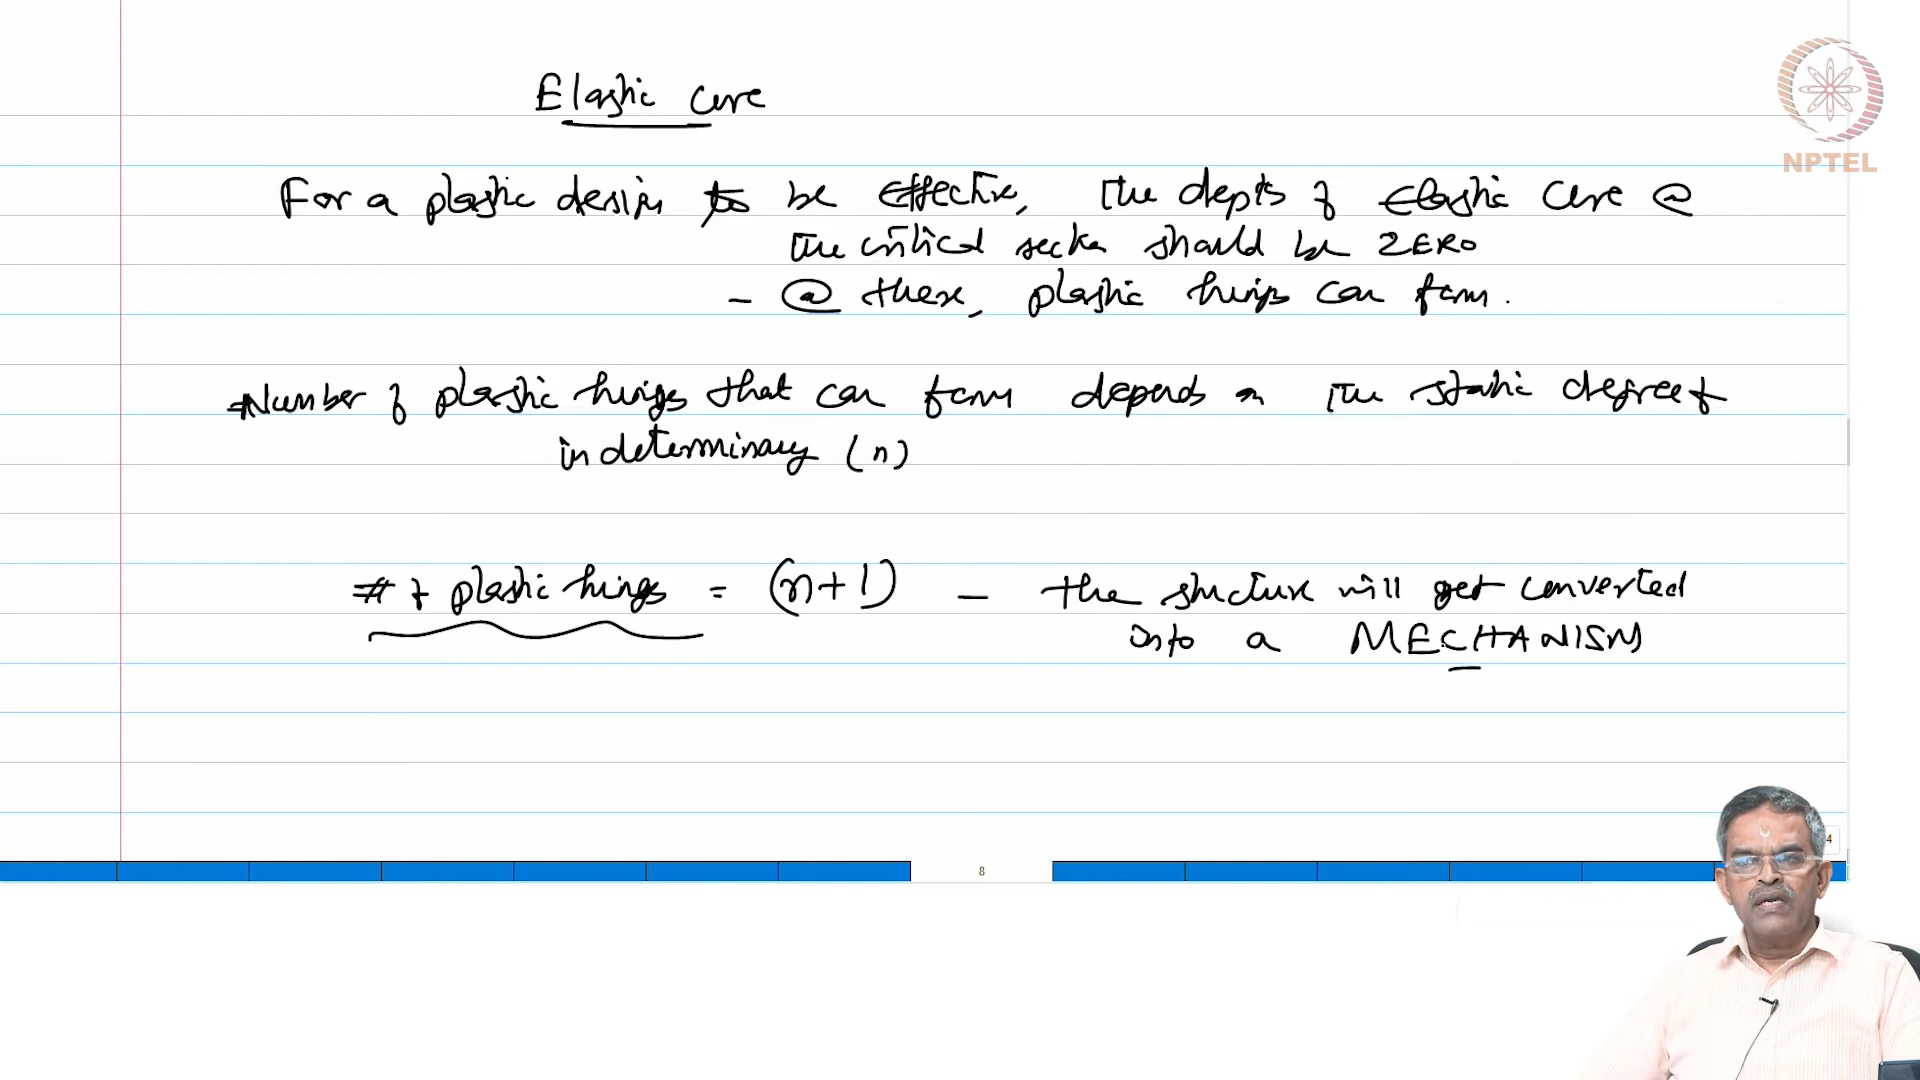 Elastic Core
NPTEL
For a plastic design to be effective, The depth of Elastic Core @
The critical section should be ZERO
- @ these, plastic hinges can form.
Number of plastic hinges that can form depends on The static degree of
indeterminacy (n)
# of plastic hinges = (n+1) - the structure will get converted
into a MECHANISM
4
8